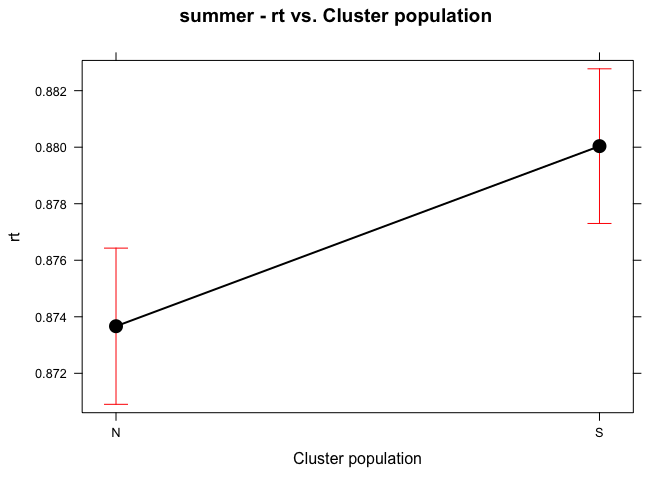 summer - rt vs. Cluster population
0.882
0.880
0.878
0.876
0.874
0.872
rt
N
S
Cluster population